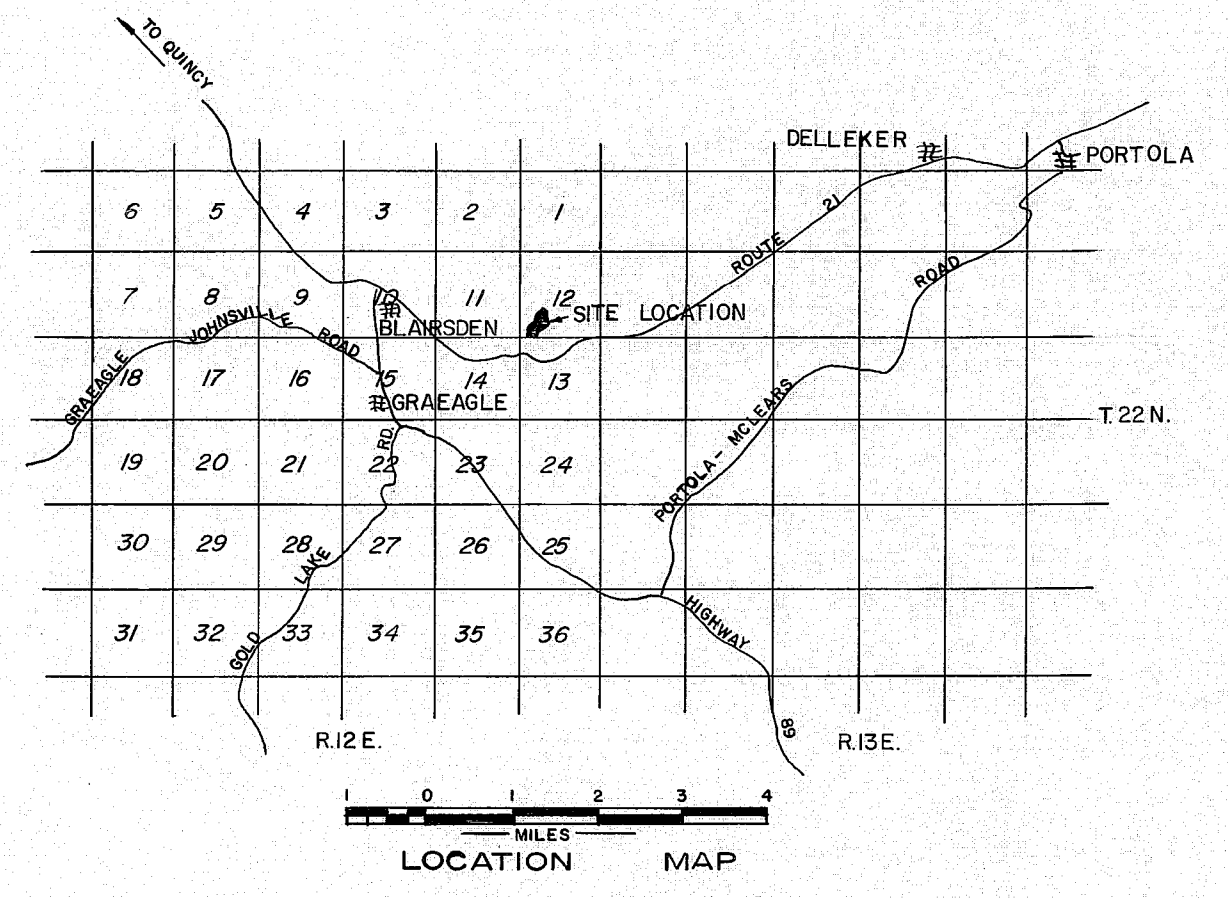 TO QUINCY
DELLEKER
PORTOLA
6 5 4 3 2 1
ROUTE 21
ROAD
7 8 9 10 11 12
SITE LOCATION
JOHNSVILLE
ROAD
BLAIRSDEN
GRAEAGLE
18 17 16 15 14 13
GRAEAGLE
PORTOLA - MCLEARS
T. 22 N.
RD.
19 20 21 22 23 24
30 29 28 27 26 25
LAKE
GOLD
HIGHWAY
31 32 33 34 35 36
89
R.12 E.
R.13 E.
1 0 1 2 3 4
MILES
LOCATION MAP